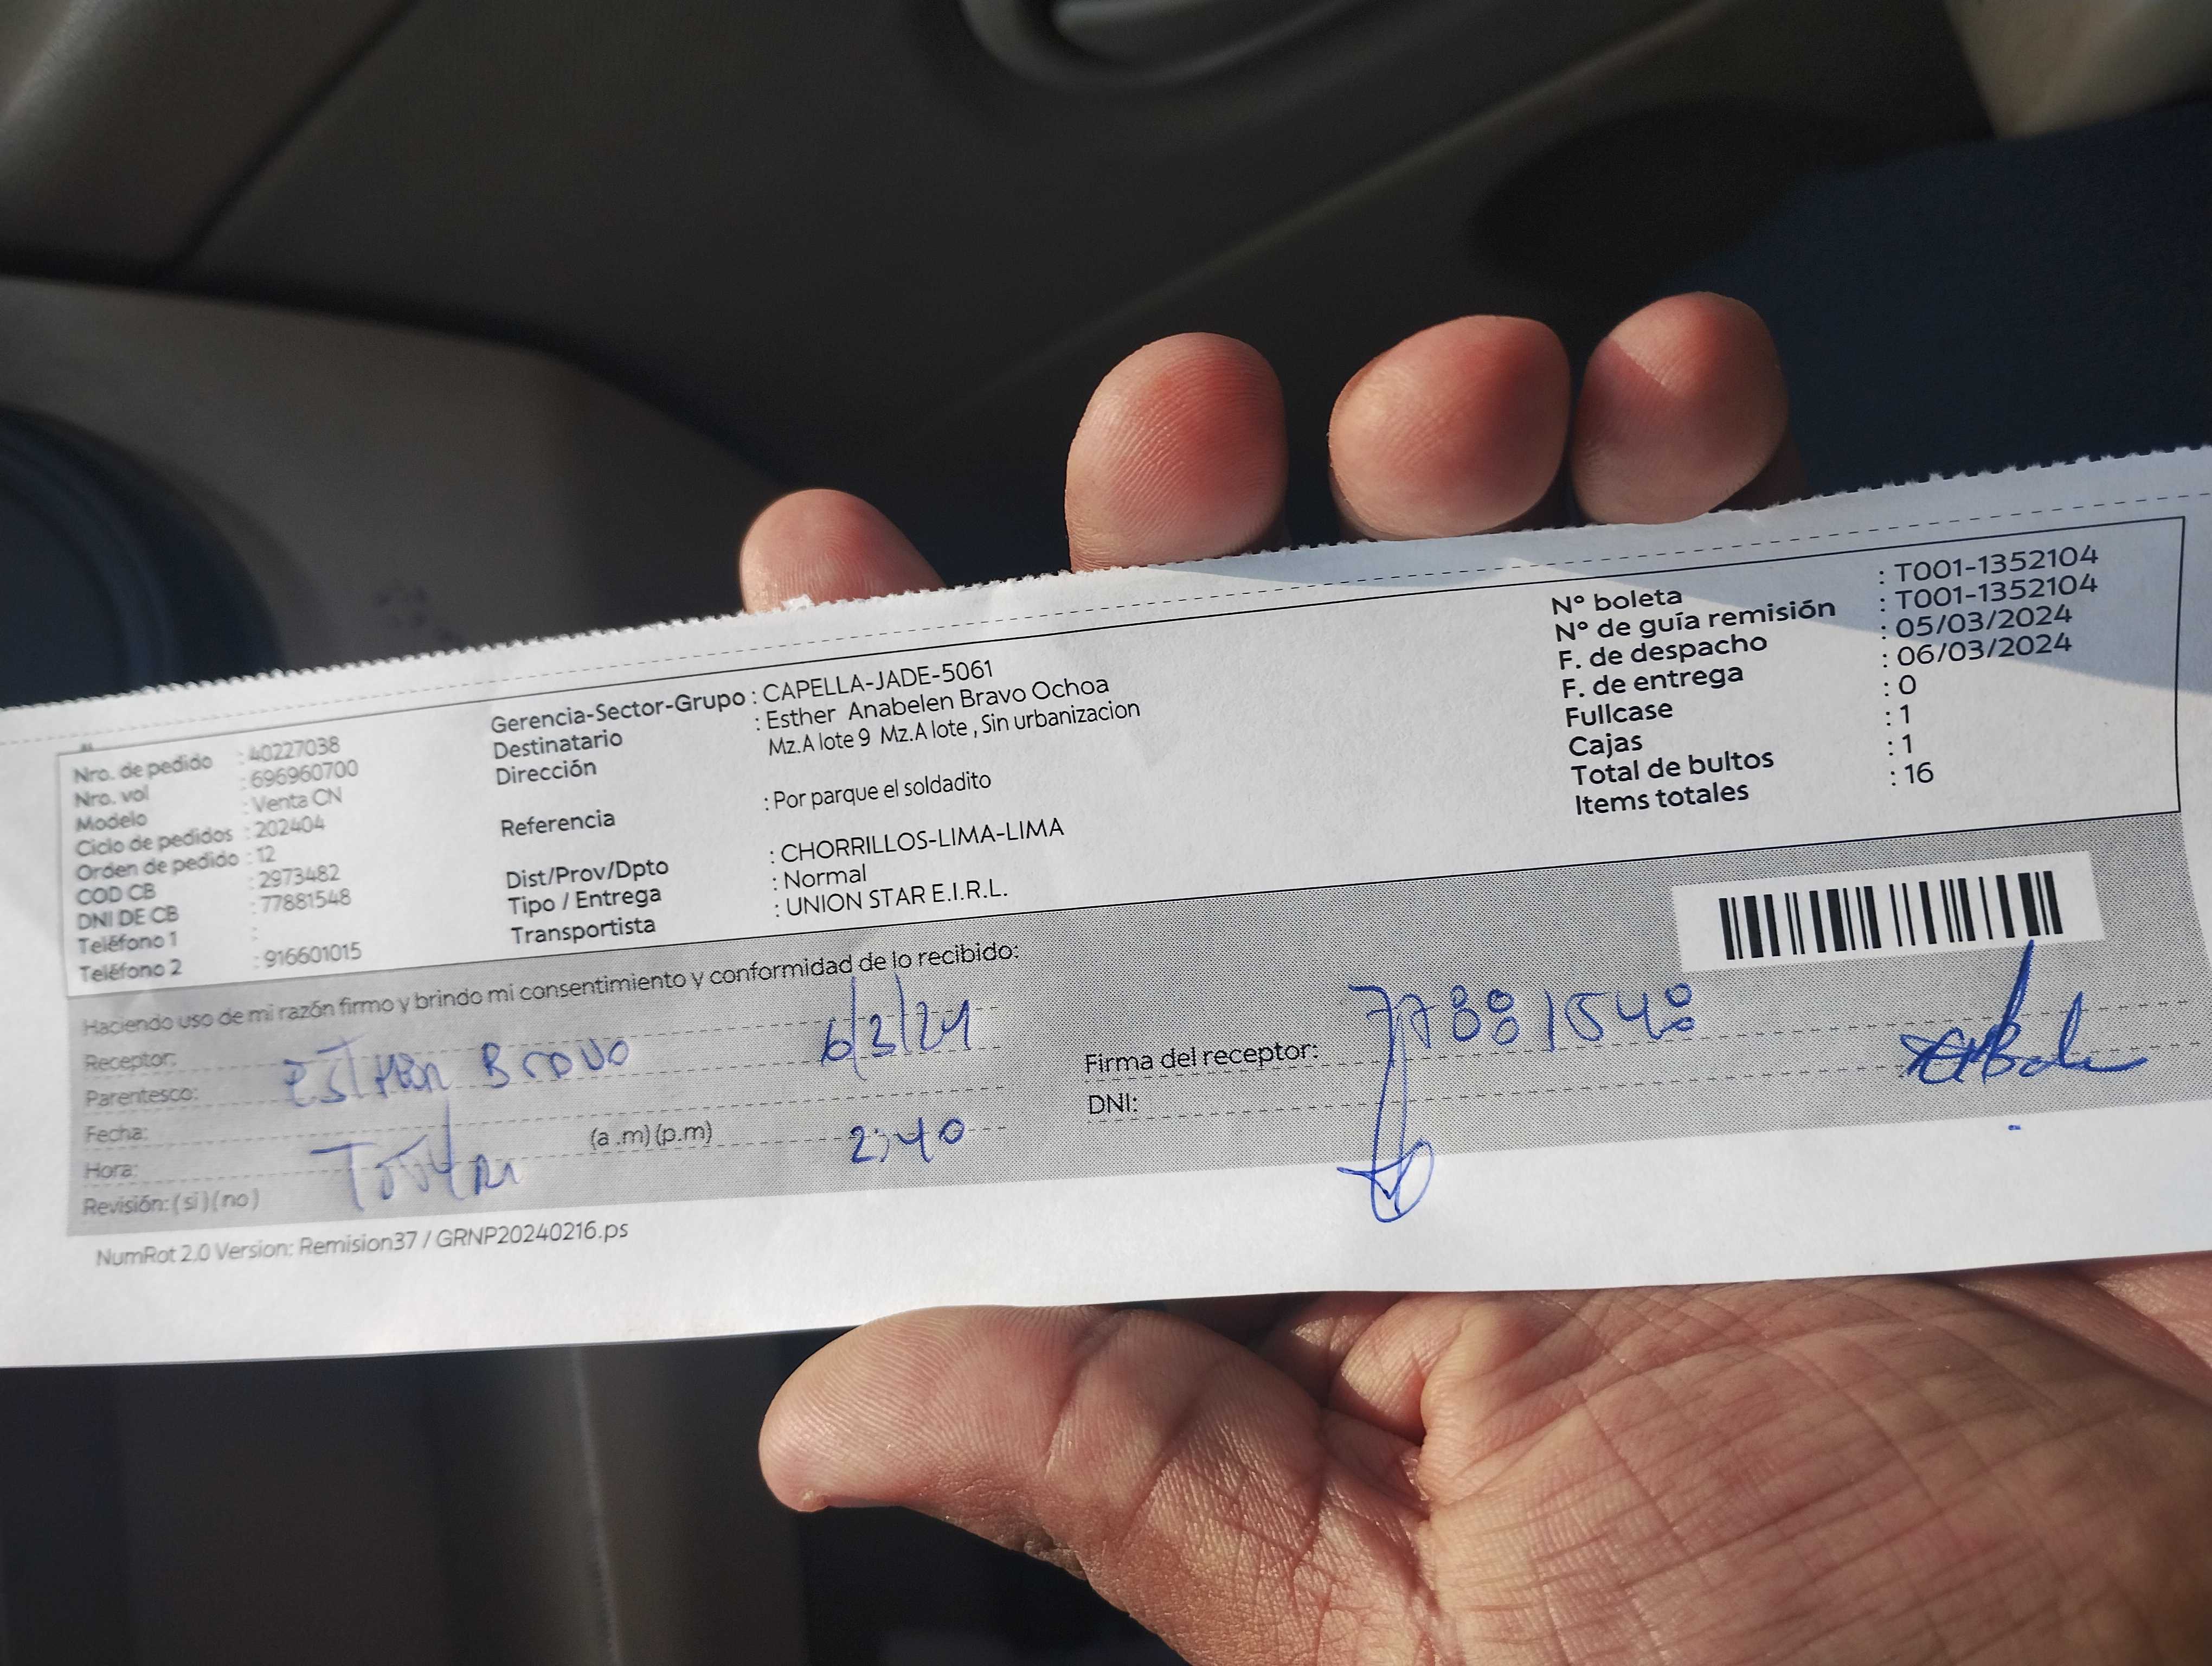 Nro. de pedido : 40227038
Nro. vol : 696960700
Modelo : Venta CN
Ciclo de pedidos : 202404
Orden de pedido : 12
COD CB : 2973482
DNI DE CB : 77881548
Teléfono 1 :
Teléfono 2 : 916601015
Gerencia-Sector-Grupo : CAPELLA-JADE-5061
Destinatario : Esther Anabelen Bravo Ochoa
Dirección Mz.A lote 9 Mz.A lote , Sin urbanizacion
Referencia : Por parque el soldadito
Dist/Prov/Dpto : CHORRILLOS-LIMA-LIMA
Tipo / Entrega : Normal
Transportista : UNION STAR E.I.R.L.
N° boleta : T001-1352104
N° de guía remisión : T001-1352104
F. de despacho : 05/03/2024
F. de entrega : 06/03/2024
Fullcase : 0
Cajas : 1
Total de bultos : 1
Items totales : 16
Haciendo uso de mi razón firmo y brindo mi consentimiento y conformidad de lo recibido:
Receptor:
Parentesco: Bravo 6/3/24
Fecha:
Hora: (a .m)(p.m) 2:40
Revisión: (si)(no)
Firma del receptor: 77881548
DNI:
NumRot 2.0 Version: Remision37 / GRNP20240216.ps